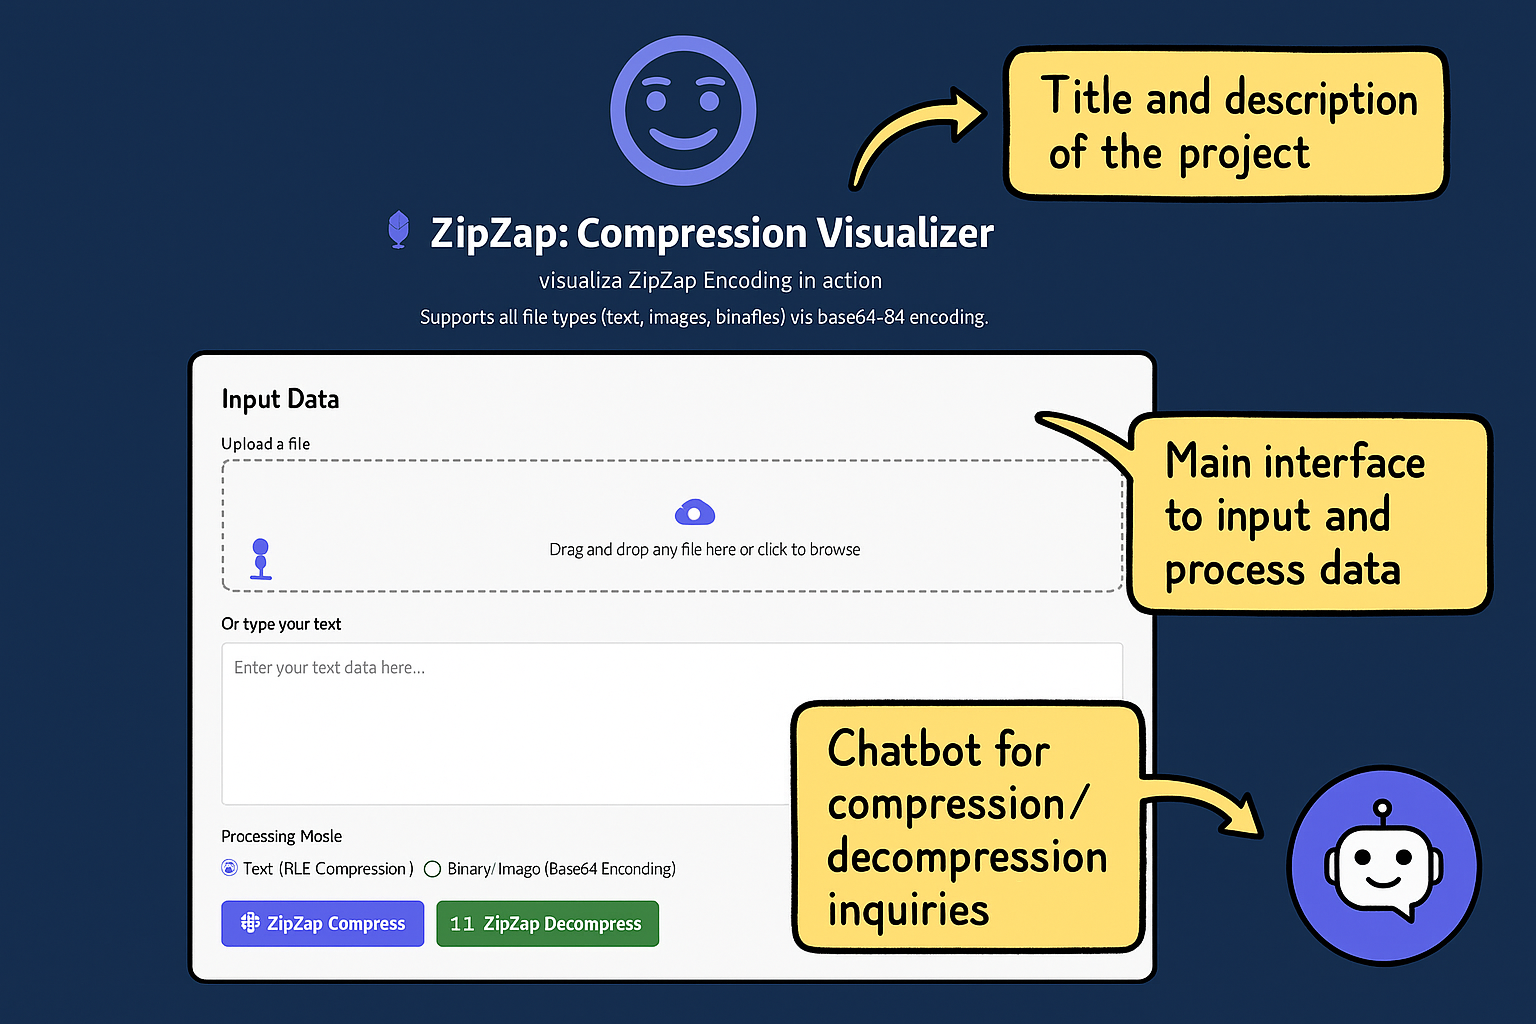 Title and description
of the project
ZipZap: Compression Visualizer
visualiza ZipZap Encoding in action
Supports all file types (text, images, binafles) vis base64-84 encoding.
Input Data
Upload a file
Drag and drop any file here or click to browse
Main interface
to input and
process data
Or type your text
Enter your text data here...
Chatbot for
compression/
decompression
inquiries
Processing Mosle
Text (RLE Compression ) Binary/Imago (Base64 Enconding)
ZipZap Compress
11 ZipZap Decompress